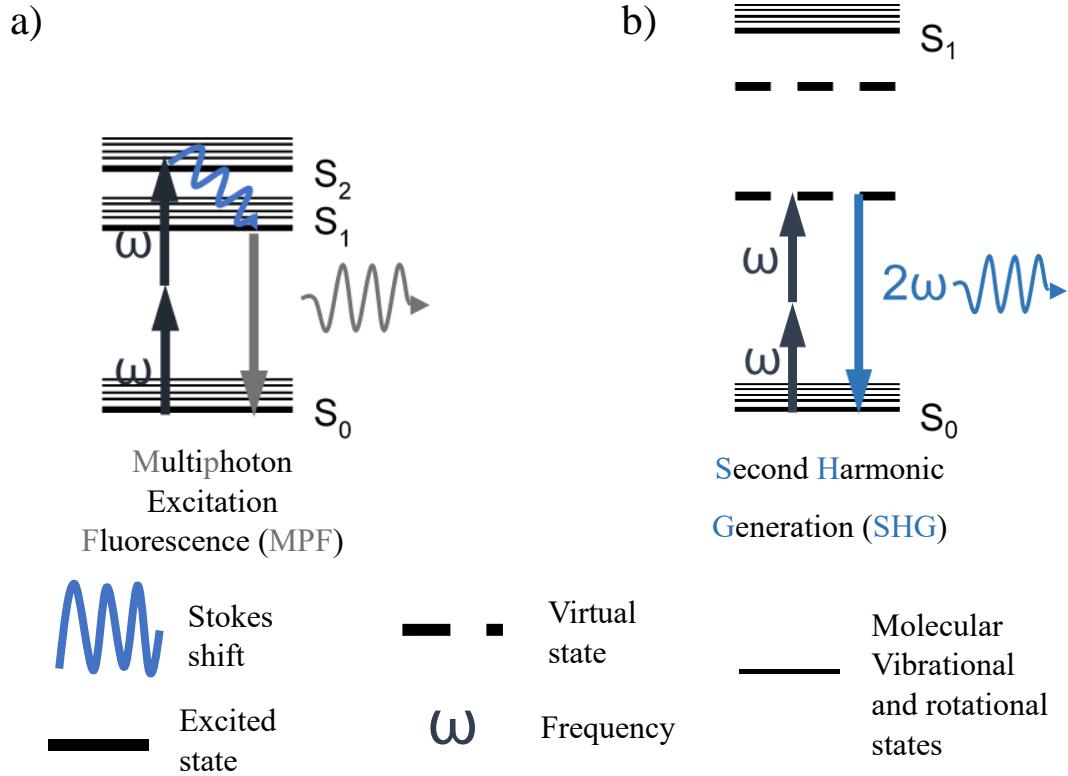 a)
S2
S1
ω
ω
S0
Multiphoton
Excitation
Fluorescence (MPF)
b)
S1
ω
2ω
ω
S0
Second Harmonic
Generation (SHG)
Stokes
shift
Virtual
state
Molecular
Vibrational
and rotational
states
Excited
state
ω
Frequency